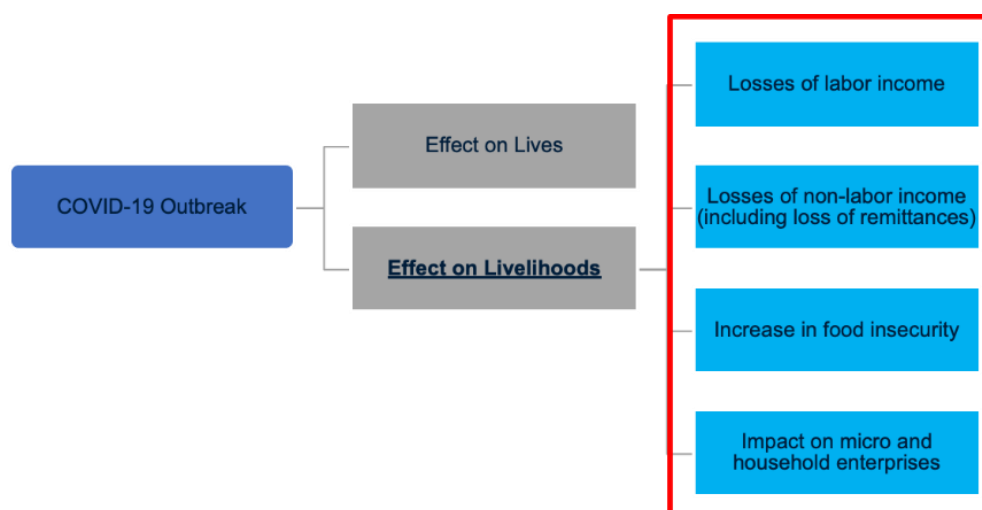 COVID-19 Outbreak
Effect on Lives
Effect on Livelihoods
Losses of labor income
Losses of non-labor income
(including loss of remittances)
Increase in food insecurity
Impact on micro and
household enterprises